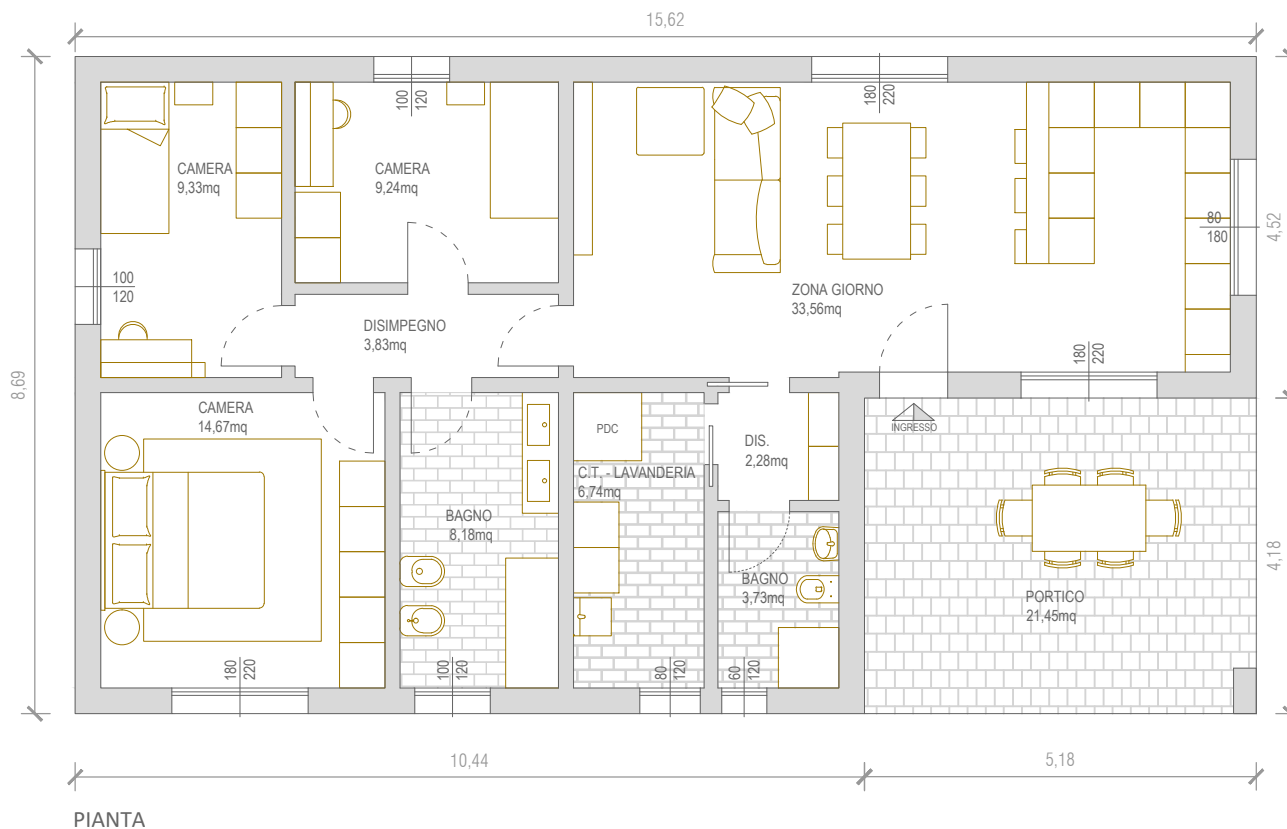 15,62
100
120
180
220
CAMERA
9,33mq
CAMERA
9,24mq
80
180
4,52
100
120
ZONA GIORNO
33,56mq
DISIMPEGNO
3,83mq
180
220
8,69
CAMERA
14,67mq
PDC
INGRESSO
DIS.
2,28mq
C.T. - LAVANDERIA
6,74mq
BAGNO
8,18mq
4,18
BAGNO
3,73mq
PORTICO
21,45mq
180
220
100
120
80
120
60
120
10,44
5,18
PIANTA